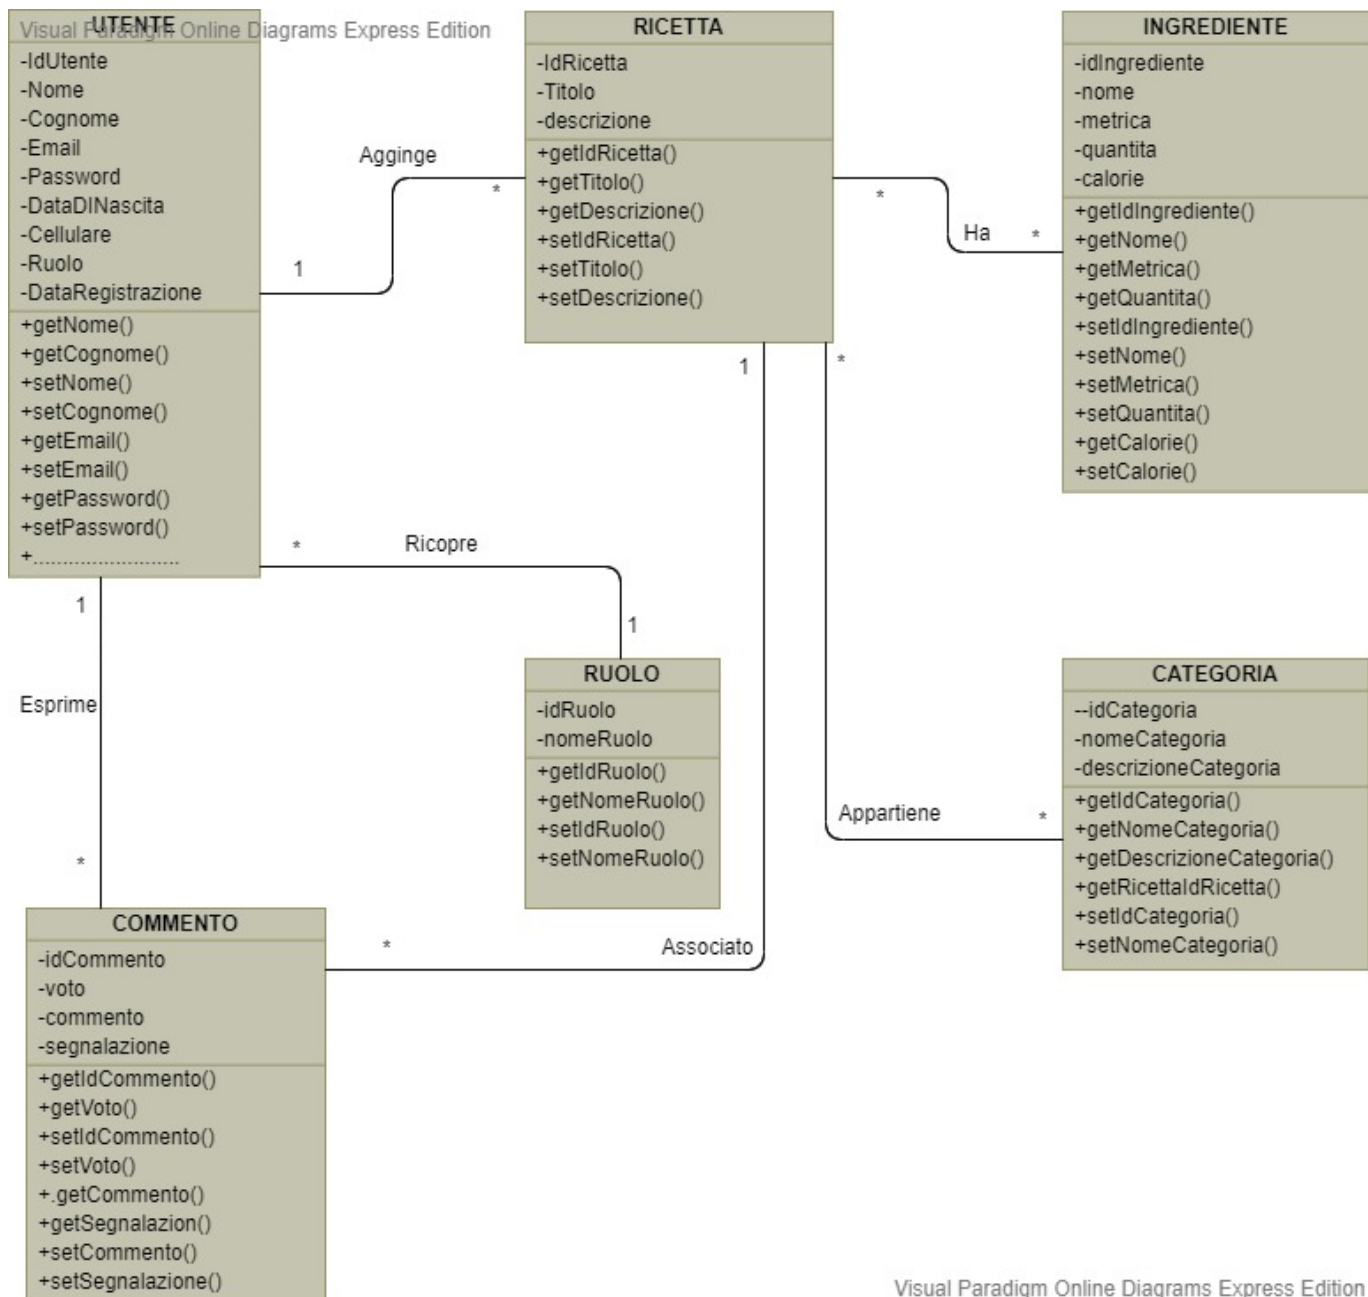 UTENTE
Visual Paradigm Online Diagrams Express Edition
-IdUtente
-Nome
-Cognome
-Email
-Password
-DataDINascita
-Cellulare
-Ruolo
-DataRegistrazione
+getNome()
+getCognome()
+setNome()
+setCognome()
+getEmail()
+setEmail()
+getPassword()
+setPassword()
+.........................
Agginge
1
*
RICETTA
-IdRicetta
-Titolo
-descrizione
+getIdRicetta()
+getTitolo()
+getDescrizione()
+setIdRicetta()
+setTitolo()
+setDescrizione()
*
Ha
*
INGREDIENTE
-idIngrediente
-nome
-metrica
-quantita
-calorie
+getIdIngrediente()
+getNome()
+getMetrica()
+getQuantita()
+setIdIngrediente()
+setNome()
+setMetrica()
+setQuantita()
+getCalorie()
+setCalorie()
1
*
*
Ricopre
1
1
Esprime
*
RUOLO
-idRuolo
-nomeRuolo
+getIdRuolo()
+getNomeRuolo()
+setIdRuolo()
+setNomeRuolo()
Appartiene
*
CATEGORIA
--idCategoria
-nomeCategoria
-descrizioneCategoria
+getIdCategoria()
+getNomeCategoria()
+getDescrizioneCategoria()
+getRicettaIdRicetta()
+setIdCategoria()
+setNomeCategoria()
*
Associato
COMMENTO
-idCommento
-voto
-commento
-segnalazione
+getIdCommento()
+getVoto()
+setIdCommento()
+setVoto()
+.getCommento()
+getSegnalazion()
+setCommento()
+setSegnalazione()
Visual Paradigm Online Diagrams Express Edition